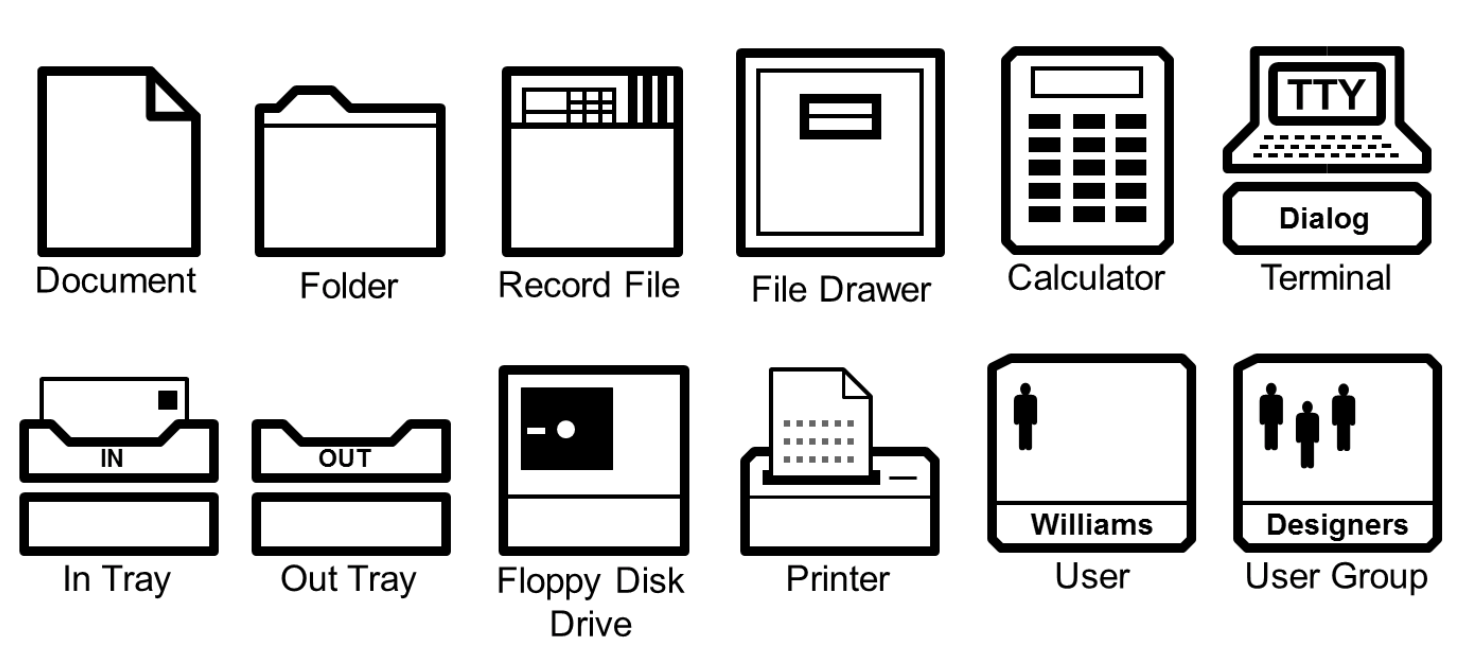 TTY
Dialog
Document
Folder
Record File
File Drawer
Calculator
Terminal
IN
OUT
Williams
Designers
In Tray
Out Tray
Floppy Disk
Drive
Printer
User
User Group